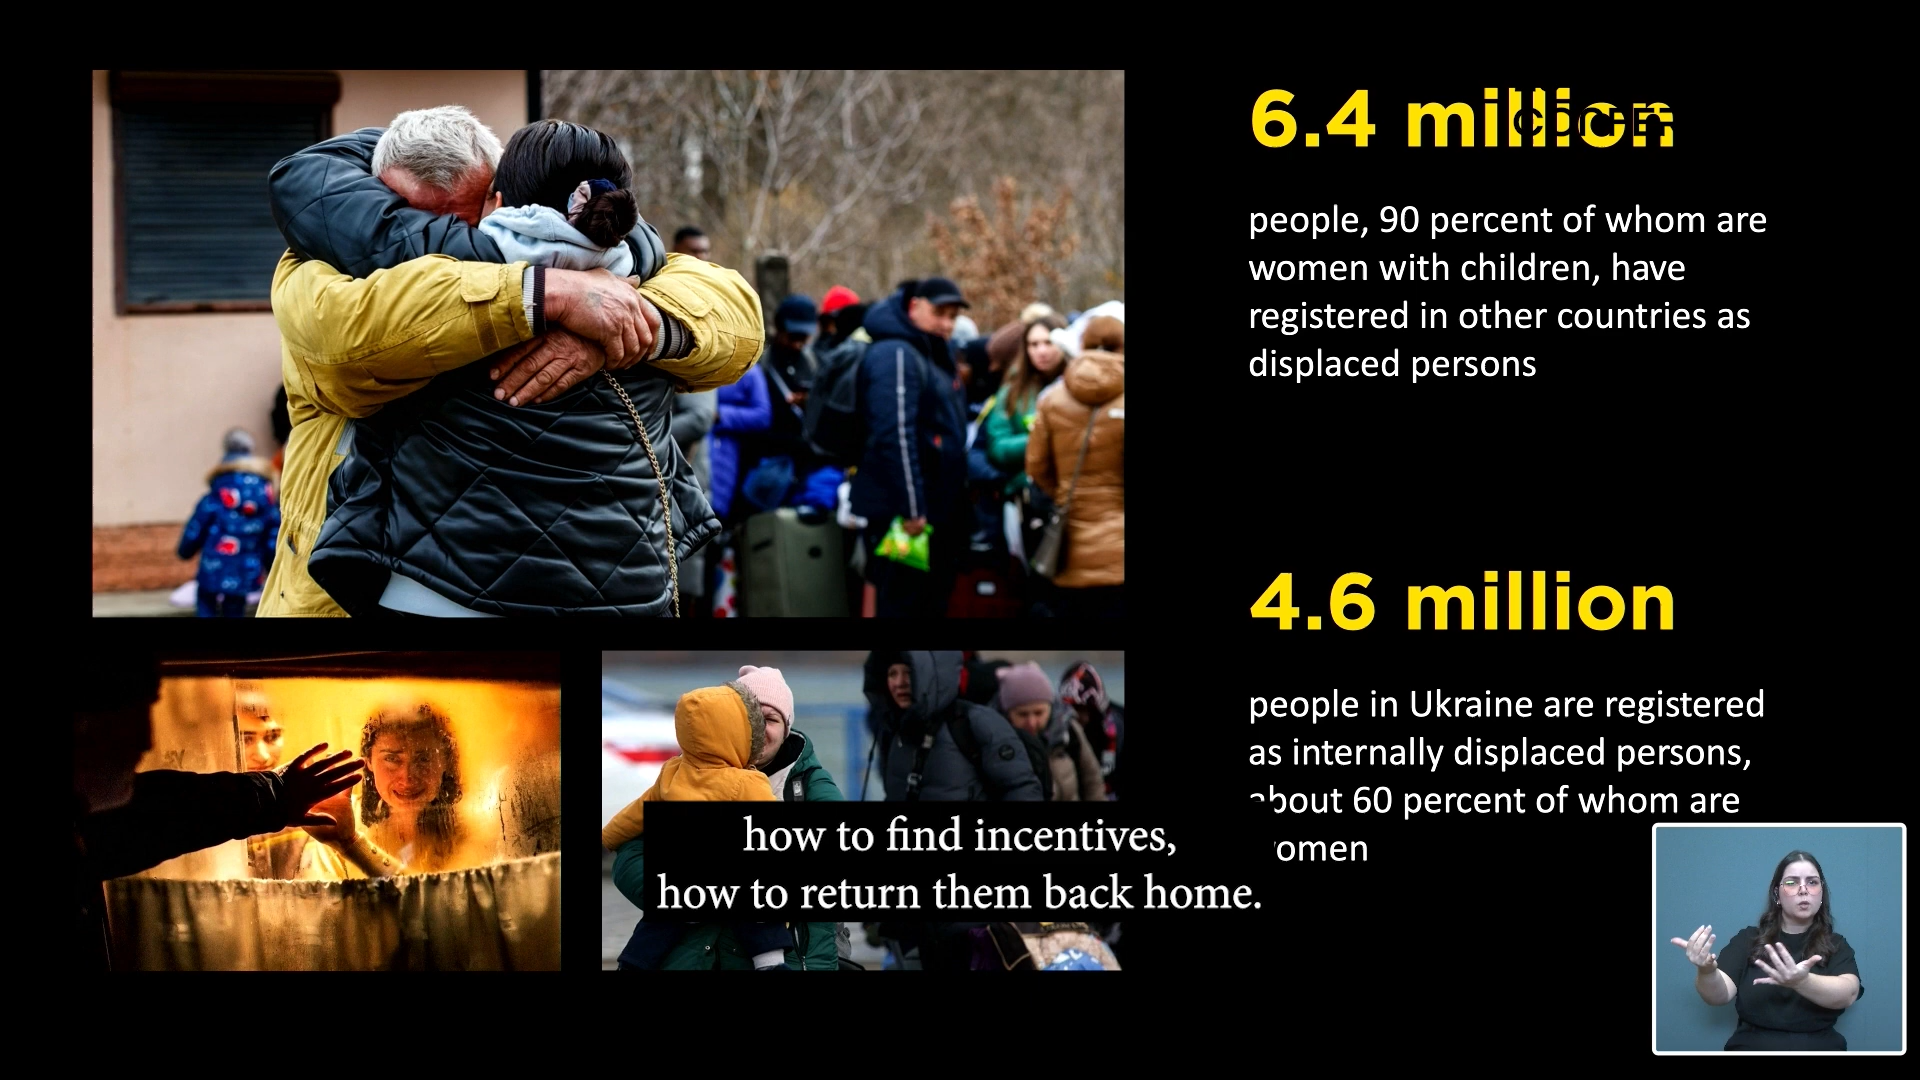 6.4 million
people, 90 percent of whom are
women with children, have
registered in other countries as
displaced persons
4.6 million
people in Ukraine are registered
as internally displaced persons,
about 60 percent of whom are
women
how to find incentives,
how to return them back home.